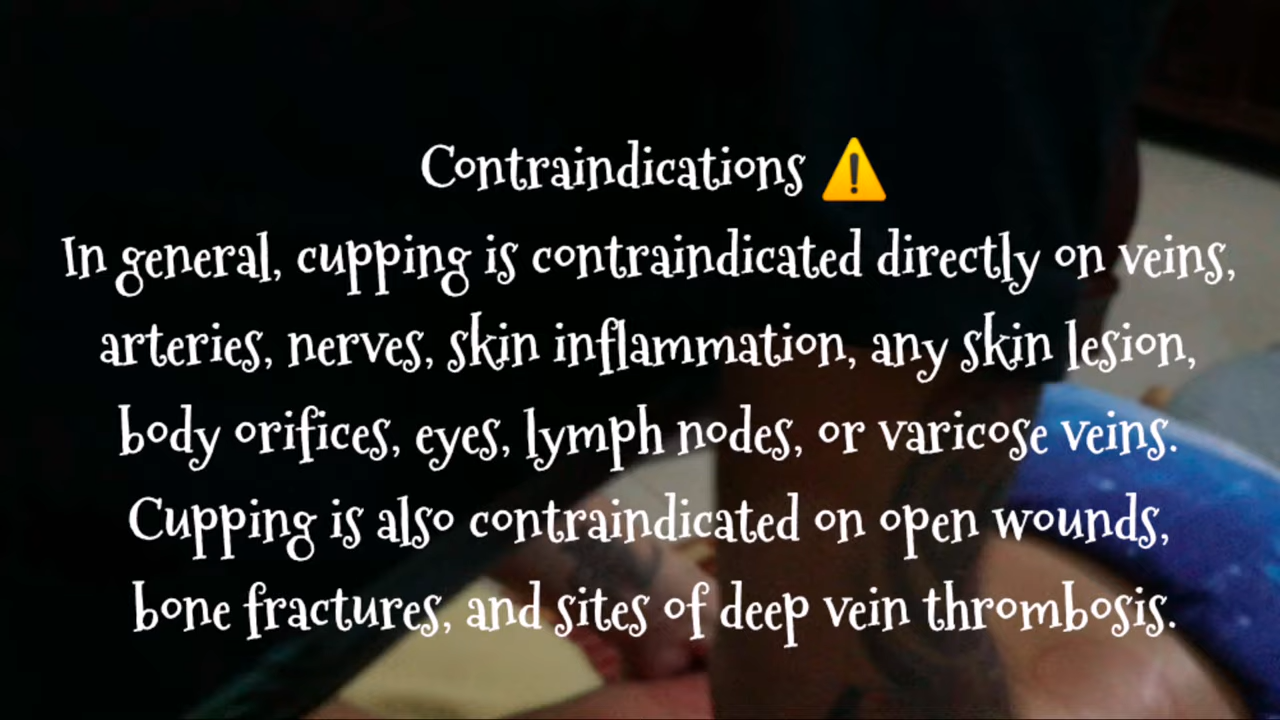 Contraindications ⚠️
In general, cupping is contraindicated directly on veins,
arteries, nerves, skin inflammation, any skin lesion,
body orifices, eyes, lymph nodes, or varicose veins.
Cupping is also contraindicated on open wounds,
bone fractures, and sites of deep vein thrombosis.